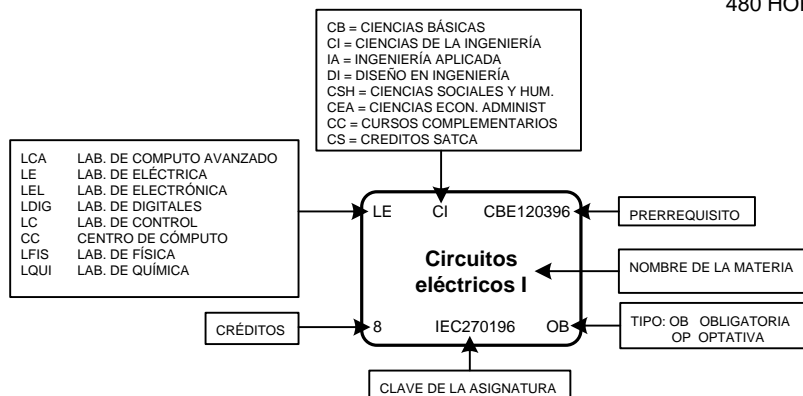 480 HO
CB = CIENCIAS BÁSICAS
CI = CIENCIAS DE LA INGENIERÍA
IA = INGENIERÍA APLICADA
DI = DISEÑO EN INGENIERÍA
CSH = CIENCIAS SOCIALES Y HUM.
CEA = CIENCIAS ECON. ADMINIST
CC = CURSOS COMPLEMENTARIOS
CS = CREDITOS SATCA
LCA LAB. DE COMPUTO AVANZADO
LE LAB. DE ELÉCTRICA
LEL LAB. DE ELECTRÓNICA
LDIG LAB. DE DIGITALES
LC LAB. DE CONTROL
CC CENTRO DE CÓMPUTO
LFIS LAB. DE FÍSICA
LQUI LAB. DE QUÍMICA
LE CI CBE120396
PRERREQUISITO
Circuitos
eléctricos I
NOMBRE DE LA MATERIA
CRÉDITOS
8 IEC270196 OB
TIPO: OB OBLIGATORIA
OP OPTATIVA
CLAVE DE LA ASIGNATURA